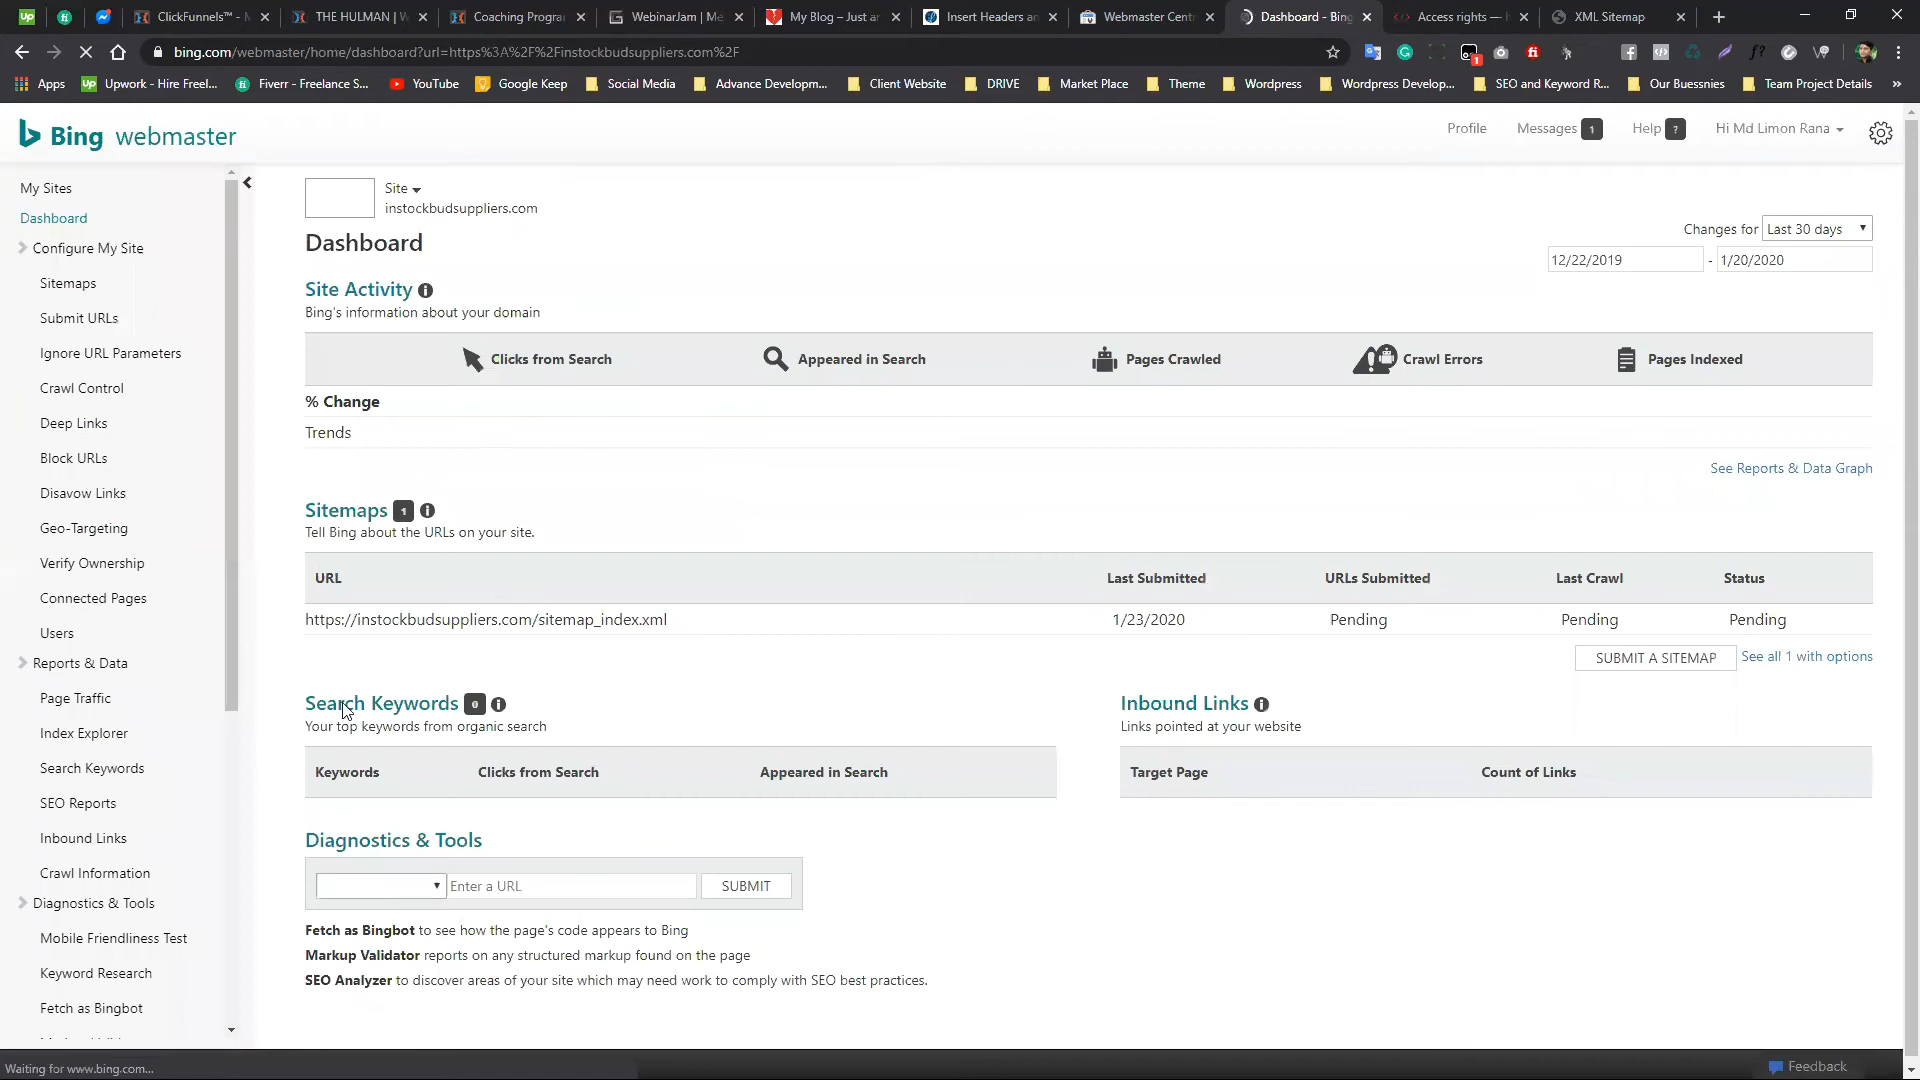 Up
ClickFunnels™ - M
THE HULMAN | W
Coaching Progra
WebinarJam | Me
My Blog – Just an
Insert Headers an
Webmaster Cent
Dashboard - Bing
Access rights — I
XML Sitemap
bing.com/webmaster/home/dashboard?url=https%3A%2F%2Finstockbudsuppliers.com%2F
Apps
Upwork - Hire Freel...
Fiverr - Freelance S...
YouTube
Google Keep
Social Media
Advance Developm...
Client Website
DRIVE
Market Place
Theme
Wordpress
Wordpress Develop...
SEO and Keyword R...
Our Buessnies
Team Project Details
Bing webmaster
Profile
Messages 1
Help ?
Hi Md Limon Rana
My Sites
Dashboard
Configure My Site
Sitemaps
Submit URLs
Ignore URL Parameters
Crawl Control
Deep Links
Block URLs
Disavow Links
Geo-Targeting
Verify Ownership
Connected Pages
Users
Reports & Data
Page Traffic
Index Explorer
Search Keywords
SEO Reports
Inbound Links
Crawl Information
Diagnostics & Tools
Mobile Friendliness Test
Keyword Research
Fetch as Bingbot
Site
instockbudsuppliers.com
Dashboard
Changes for Last 30 days
12/22/2019 - 1/20/2020
Site Activity
Bing's information about your domain
Clicks from Search
Appeared in Search
Pages Crawled
Crawl Errors
Pages Indexed
% Change
Trends
See Reports & Data Graph
Sitemaps 1
Tell Bing about the URLs on your site.
URL
Last Submitted
URLs Submitted
Last Crawl
Status
https://instockbudsuppliers.com/sitemap_index.xml
1/23/2020
Pending
Pending
Pending
SUBMIT A SITEMAP
See all 1 with options
Search Keywords 0
Your top keywords from organic search
Keywords
Clicks from Search
Appeared in Search
Inbound Links
Links pointed at your website
Target Page
Count of Links
Diagnostics & Tools
Enter a URL
SUBMIT
Fetch as Bingbot to see how the page's code appears to Bing
Markup Validator reports on any structured markup found on the page
SEO Analyzer to discover areas of your site which may need work to comply with SEO best practices.
Waiting for www.bing.com...
Feedback